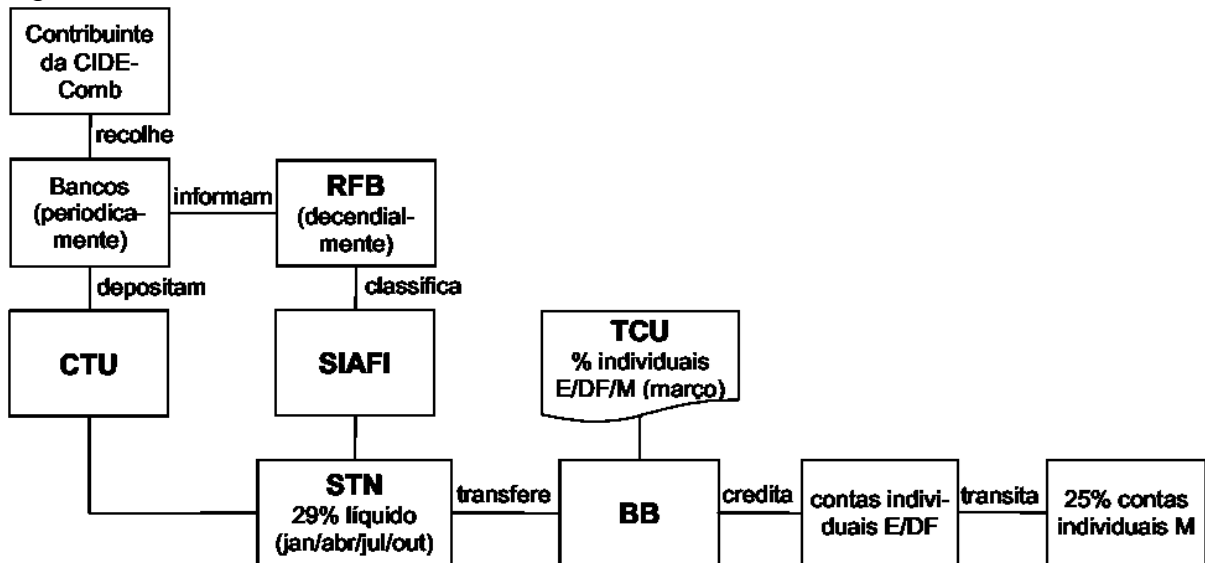 Contribuinte
da CIDE-
Comb
recolhe
Bancos
(periodica-
mente)
informam
RFB
(decendial-
mente)
depositam
classifica
CTU
SIAFI
TCU
% individuais
E/DF/M (março)
STN
29% líquido
(jan/abr/jul/out)
transfere
BB
credita
contas indivi-
duais E/DF
transita
25% contas
individuais M